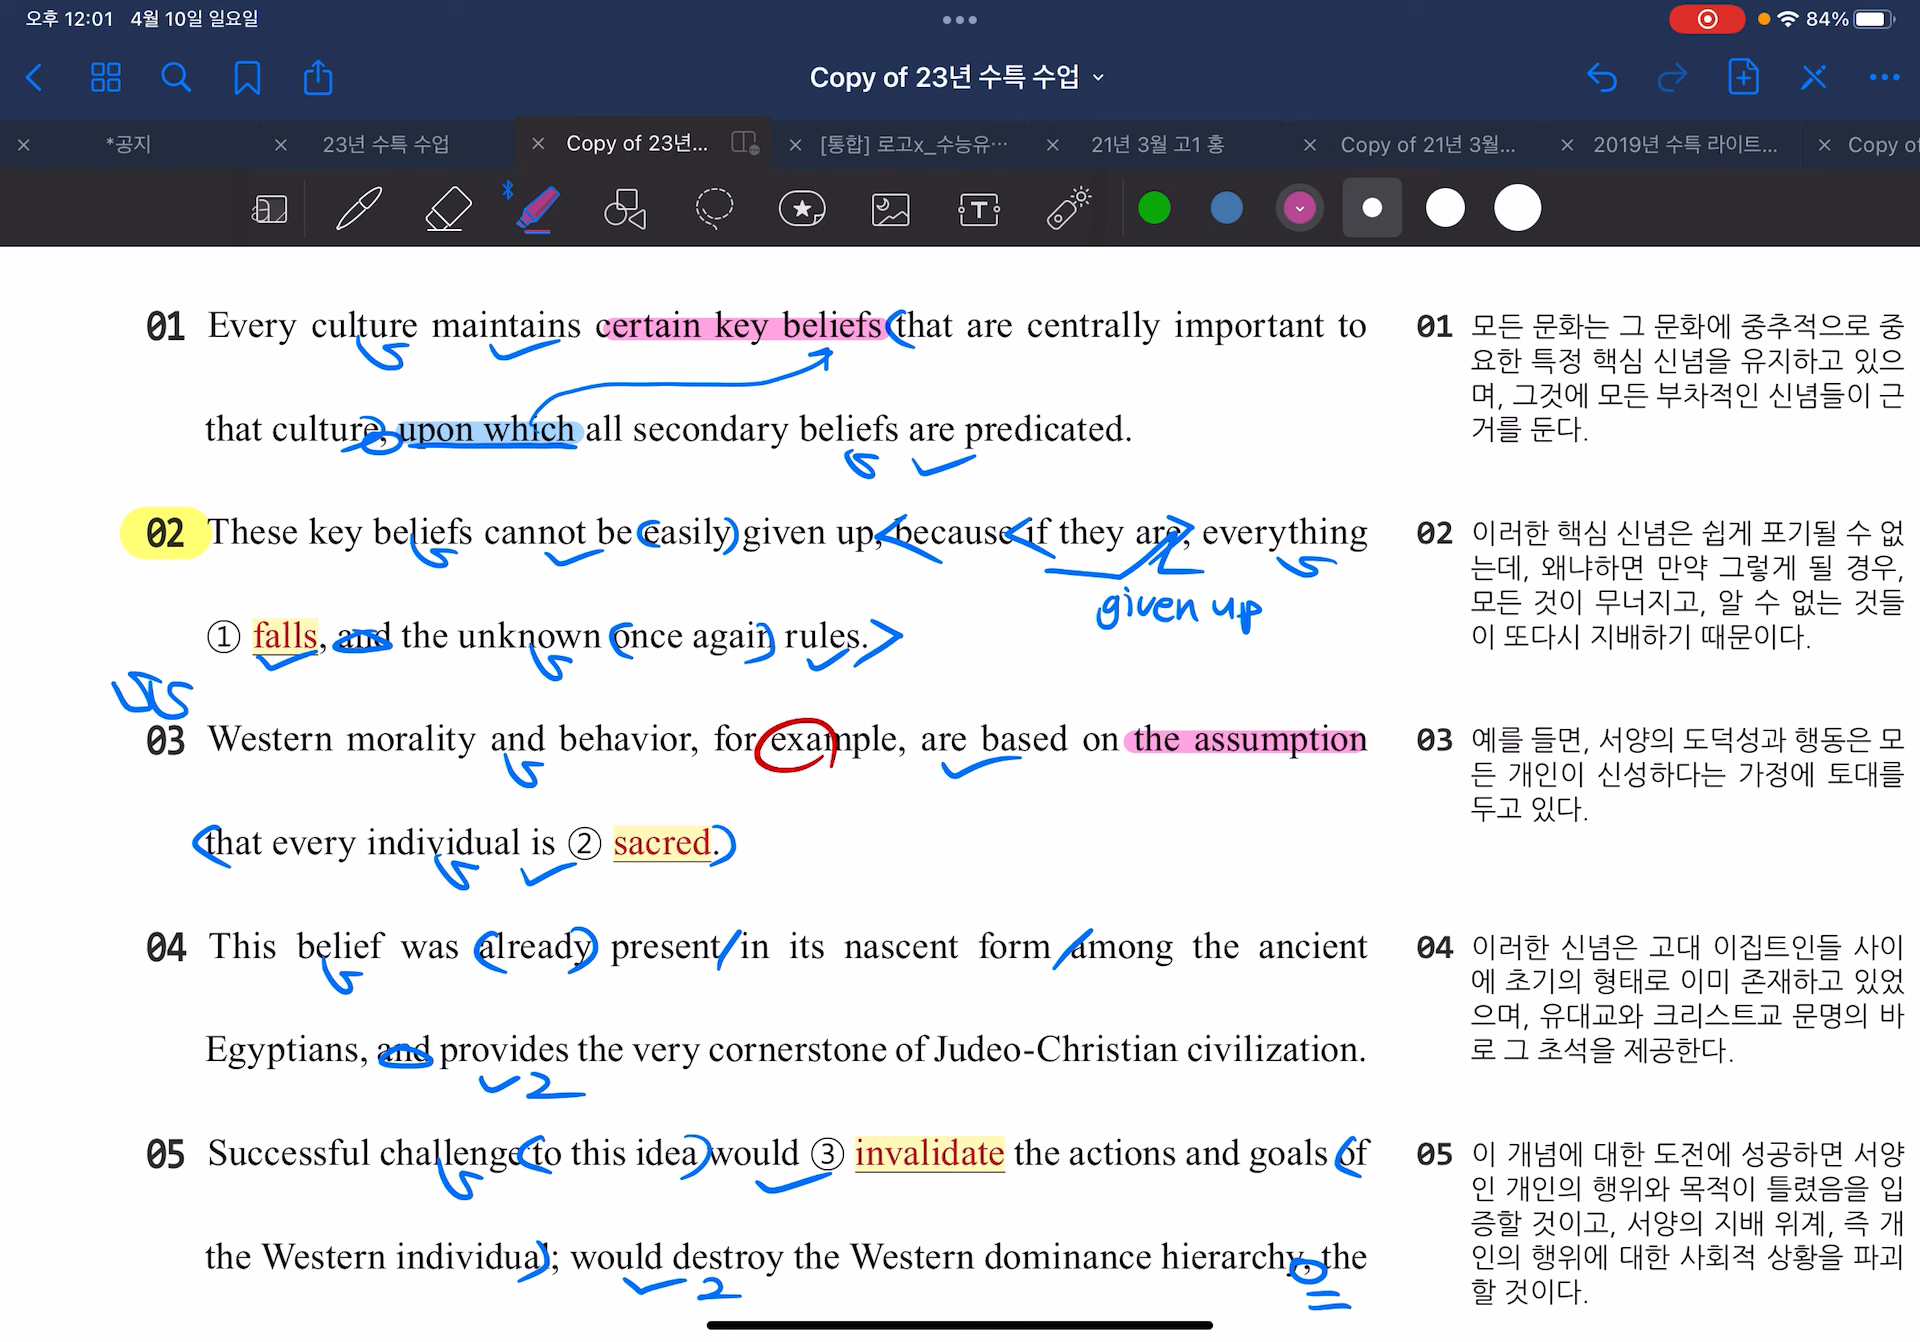 오후 12:01 4월 10일 일요일
84%
Copy of 23년 수특 수업
*공지
23년 수특 수업
Copy of 23년...
[통합] 로고x_수능유...
21년 3월 고1 홍
Copy of 21년 3월...
2019년 수특 라이트...
Copy of
01 Every culture maintains certain key beliefs that are centrally important to
that culture, upon which all secondary beliefs are predicated.
01 모든 문화는 그 문화에 중추적으로 중
요한 특정 핵심 신념을 유지하고 있으
며, 그것에 모든 부차적인 신념들이 근
거를 둔다.
02 These key beliefs cannot be easily given up, because if they are, everything
given up
① falls, and the unknown once again rules.
02 이러한 핵심 신념은 쉽게 포기될 수 없
는데, 왜냐하면 만약 그렇게 될 경우,
모든 것이 무너지고, 알 수 없는 것들
이 또다시 지배하기 때문이다.
03 Western morality and behavior, for example, are based on the assumption
that every individual is ② sacred.
03 예를 들면, 서양의 도덕성과 행동은 모
든 개인이 신성하다는 가정에 토대를
두고 있다.
04 This belief was already present in its nascent form among the ancient
Egyptians, and provides the very cornerstone of Judeo-Christian civilization.
2
04 이러한 신념은 고대 이집트인들 사이
에 초기의 형태로 이미 존재하고 있었
으며, 유대교와 크리스트교 문명의 바
로 그 초석을 제공한다.
05 Successful challenge to this idea would ③ invalidate the actions and goals of
the Western individual; would destroy the Western dominance hierarchy, the
2
05 이 개념에 대한 도전에 성공하면 서양
인 개인의 행위와 목적이 틀렸음을 입
증할 것이고, 서양의 지배 위계, 즉 개
인의 행위에 대한 사회적 상황을 파괴
할 것이다.